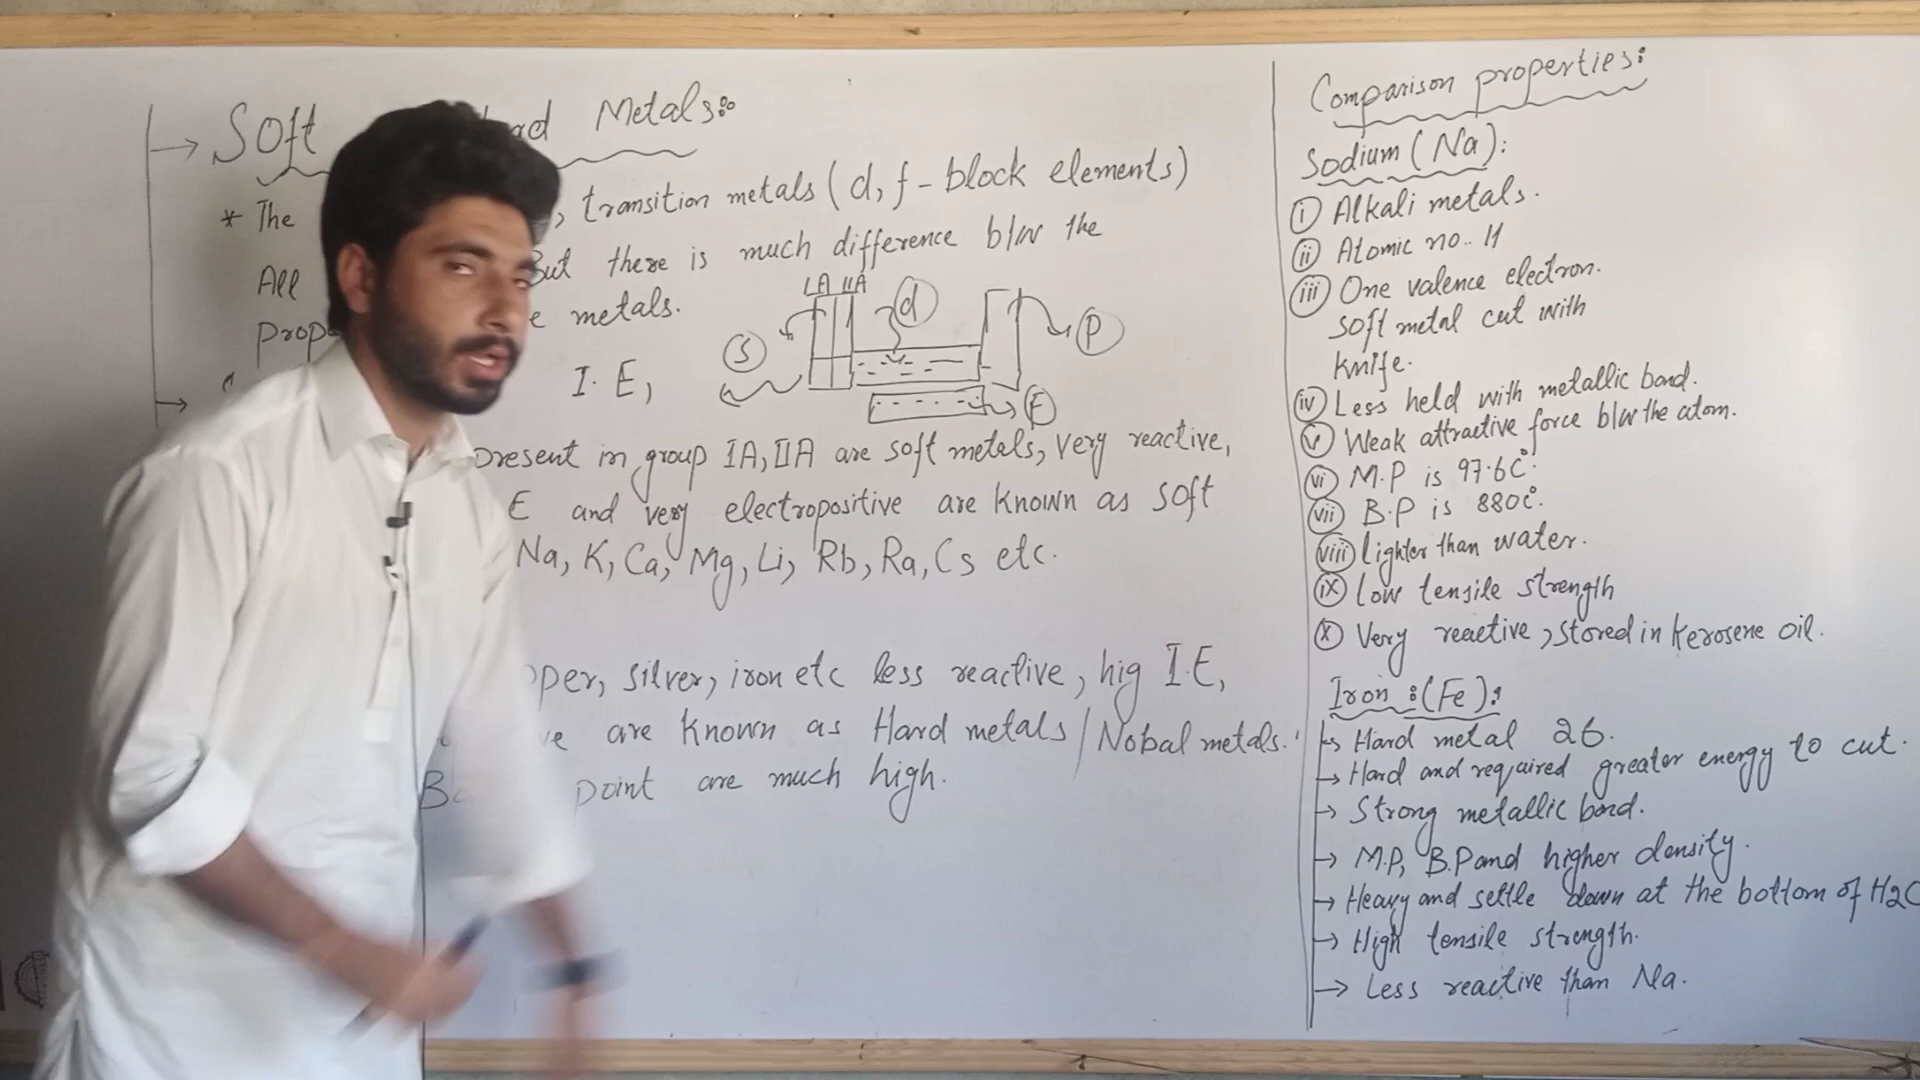 Soft Metals:
* The , transition metals (d, f-block elements)
All But there is much difference b/w the
metals.
IA IIA
S d P
F
I.E,
present in group IA, IIA are soft metels, very reactive,
E and very electropositive are known as soft
Na, K, Ca, Mg, Li, Rb, Ra, Cs etc.
silver, iron etc less reactive, hig I.E,
are known as Hard metals / Nobal metals.
point are much high.
Comparison properties:
Sodium (Na):
(i) Alkali metals.
(ii) Atomic no.. 11
(iii) One valence electron.
soft metal cut with
knife.
(iv) Less held with metallic bond.
(v) Weak attractive force b/w the atom.
(vi) M.P is 97.6C°.
(vii) B.P is 880C°.
(viii) lighter than water.
(ix) low tensile strength
(x) Very reactive, stored in kerosene oil.
Iron :(Fe):
→ Hard metal 26.
→ Hard and required greater energy to cut.
→ Strong metallic bond.
→ M.P, B.P and higher density.
→ Heavy and settle down at the bottom of H2O
→ High tensile strength.
→ Less reactive than Na.